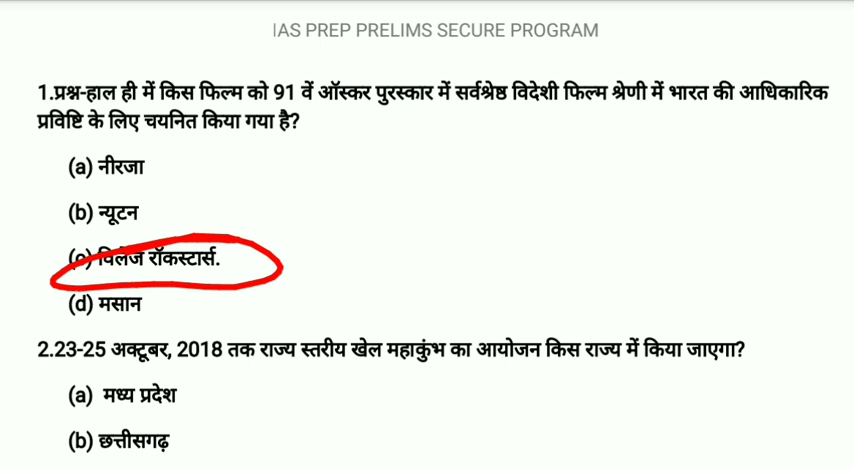 IAS PREP PRELIMS SECURE PROGRAM
1.प्रश्न-हाल ही में किस फिल्म को 91 वें ऑस्कर पुरस्कार में सर्वश्रेष्ठ विदेशी फिल्म श्रेणी में भारत की आधिकारिक
प्रविष्टि के लिए चयनित किया गया है?
(a) नीरजा
(b) न्यूटन
(c) विलेज रॉकस्टार्स.
(d) मसान
2.23-25 अक्टूबर, 2018 तक राज्य स्तरीय खेल महाकुंभ का आयोजन किस राज्य में किया जाएगा?
(a) मध्य प्रदेश
(b) छत्तीसगढ़